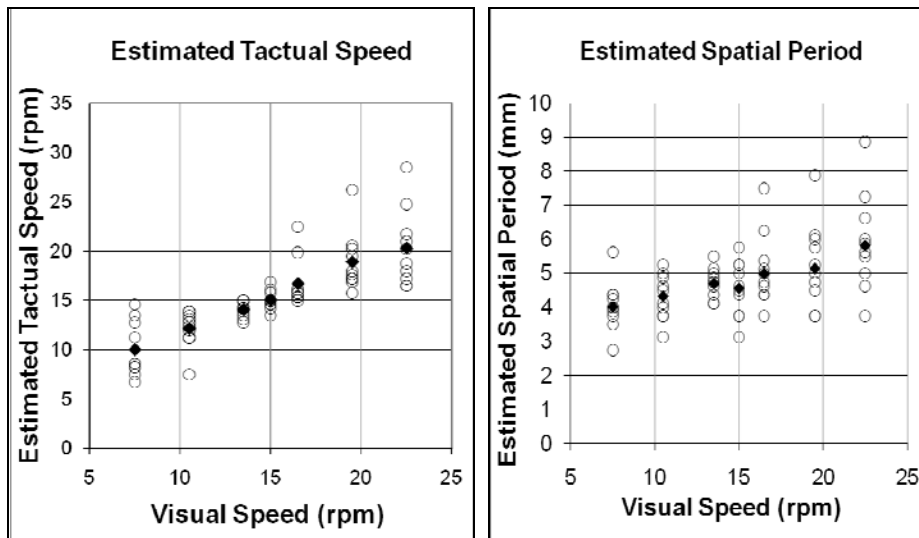 Estimated Tactual Speed
Estimated Tactual Speed (rpm)
35
30
25
20
15
10
5
0
5 10 15 20 25
Visual Speed (rpm)
Estimated Spatial Period
Estimated Spatial Period (mm)
10
9
8
7
6
5
4
3
2
1
0
5 10 15 20 25
Visual Speed (rpm)